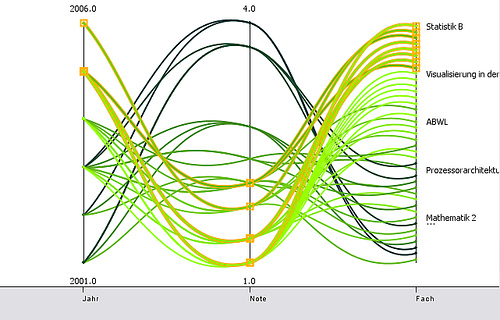 2006.0 4.0
Statistik B
Visualisierung in der
ABWL
Prozessorarchitektu
Mathematik 2
...
2001.0 1.0
Jahr Note Fach